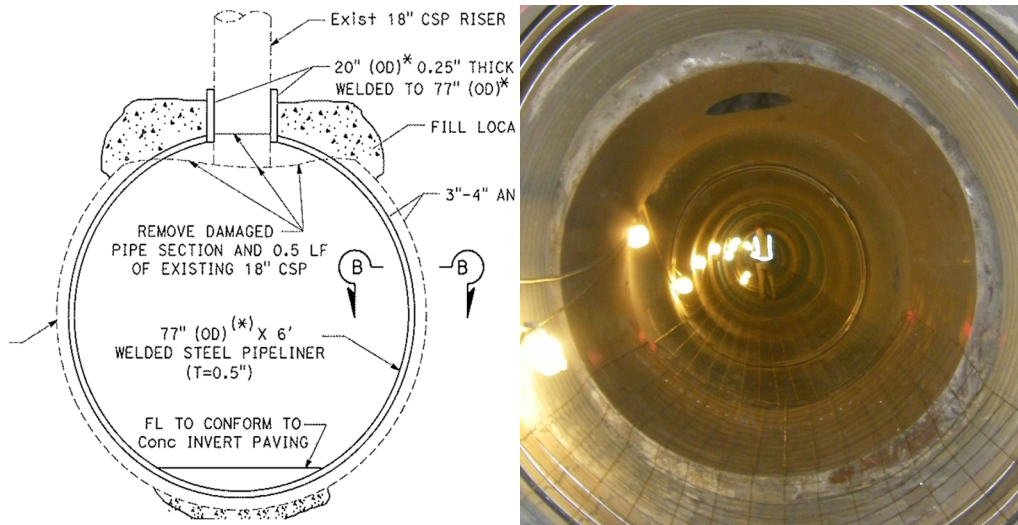 Exist 18" CSP RISER
20" (OD)* 0.25" THICK
WELDED TO 77" (OD)*
FILL LOCA
3"-4" AN
REMOVE DAMAGED
PIPE SECTION AND 0.5 LF
OF EXISTING 18" CSP
B B
77" (OD)(*) X 6'
WELDED STEEL PIPELINER
(T=0.5")
FL TO CONFORM TO
Conc INVERT PAVING